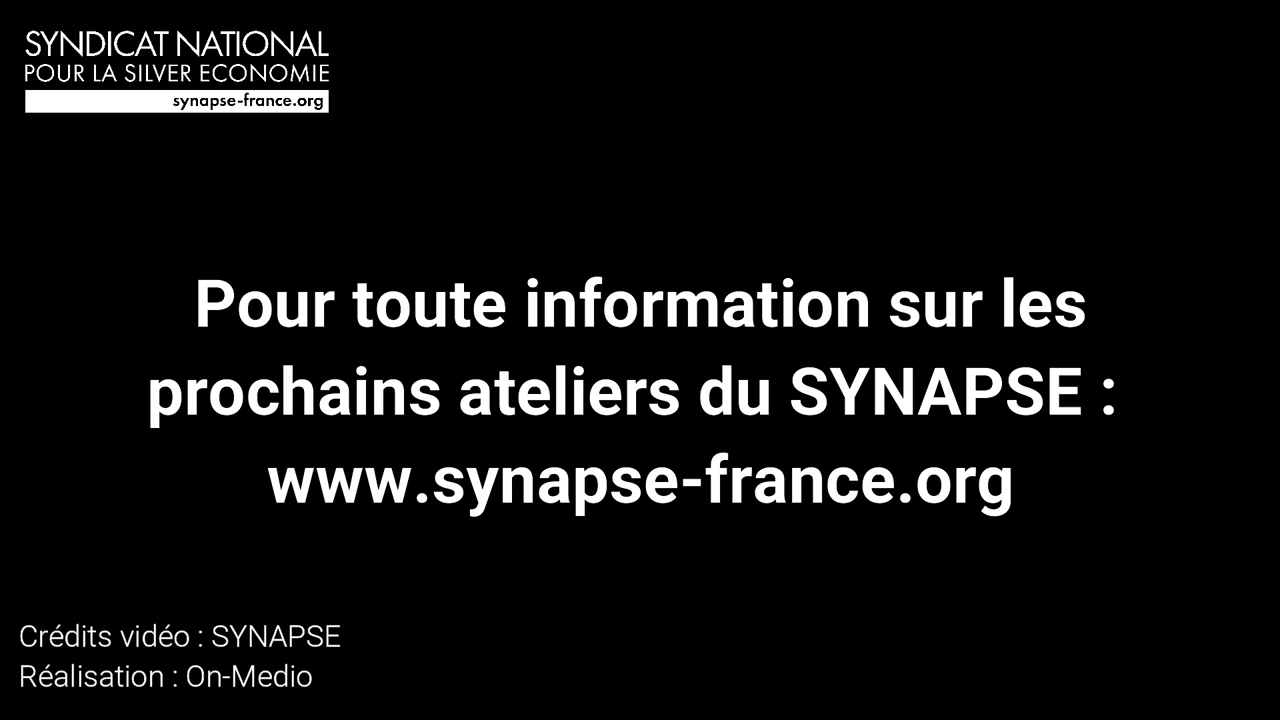 SYNDICAT NATIONAL
POUR LA SILVER ECONOMIE
synapse-france.org
Pour toute information sur les
prochains ateliers du SYNAPSE :
www.synapse-france.org
Crédits vidéo : SYNAPSE
Réalisation : On-Medio